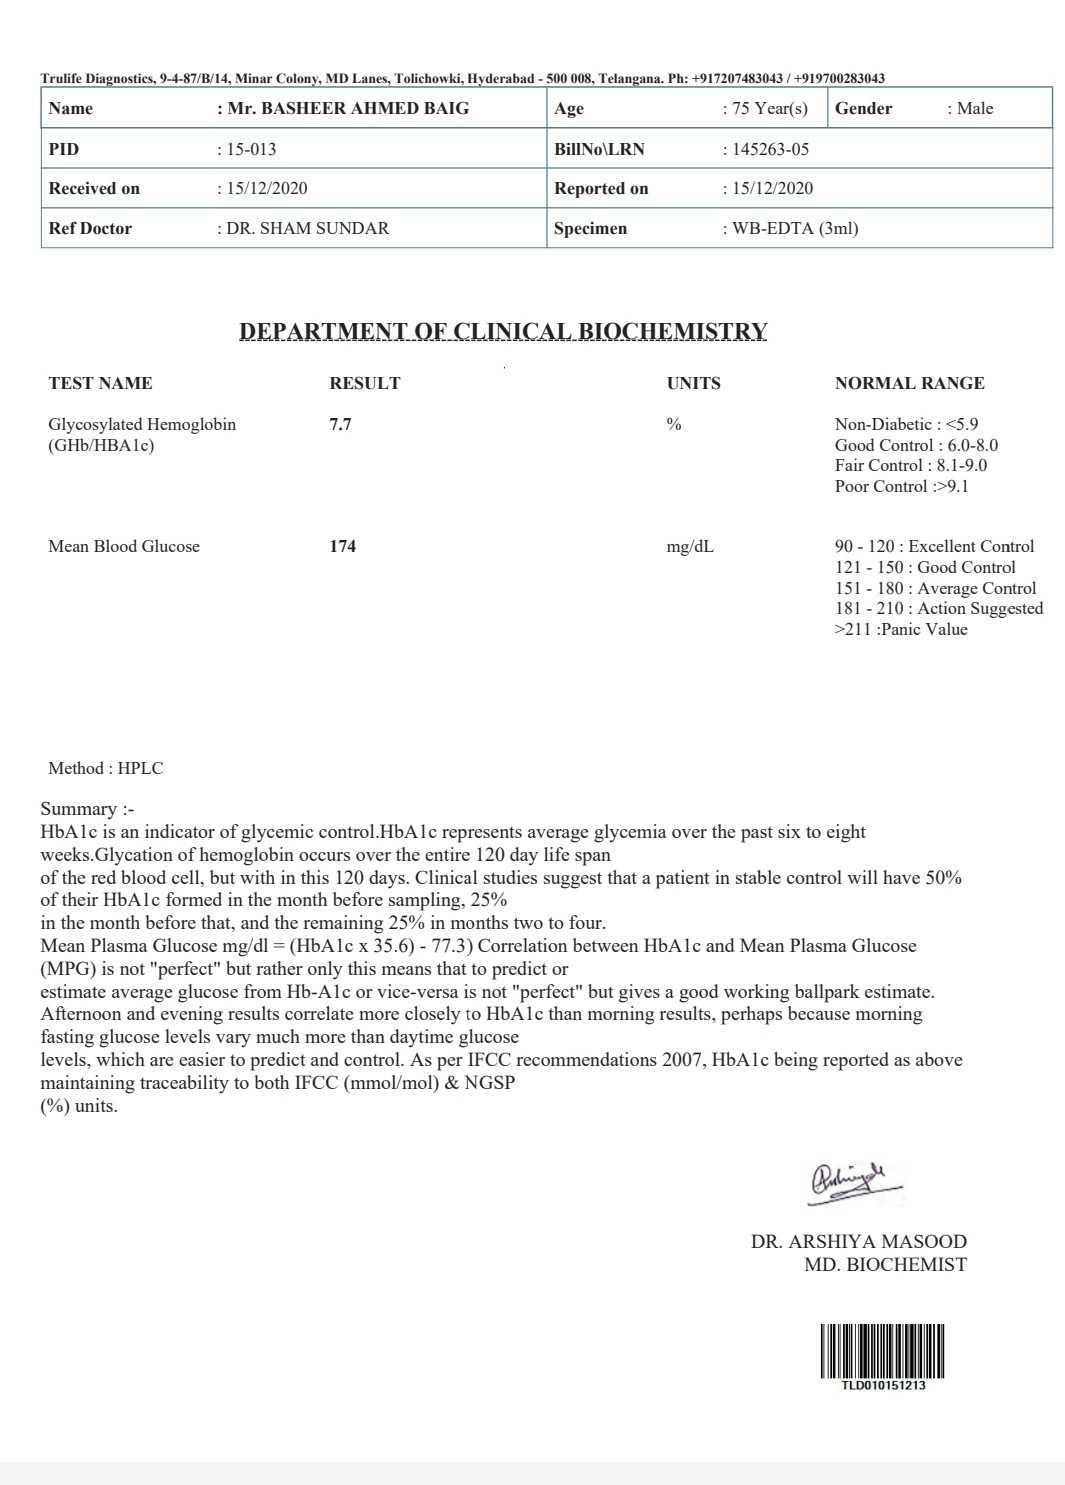 Trulife Diagnostics, 9-4-87/B/14, Minar Colony, MD Lanes, Tolichowki, Hyderabad - 500 008, Telangana. Ph: +917207483043 / +919700283043
Name : Mr. BASHEER AHMED BAIG Age : 75 Year(s) Gender : Male
PID : 15-013 BillNo\LRN : 145263-05
Received on : 15/12/2020 Reported on : 15/12/2020
Ref Doctor : DR. SHAM SUNDAR Specimen : WB-EDTA (3ml)
DEPARTMENT OF CLINICAL BIOCHEMISTRY
TEST NAME RESULT UNITS NORMAL RANGE
Glycosylated Hemoglobin 7.7 % Non-Diabetic : <5.9
(GHb/HBA1c) Good Control : 6.0-8.0
Fair Control : 8.1-9.0
Poor Control :>9.1
Mean Blood Glucose 174 mg/dL 90 - 120 : Excellent Control
121 - 150 : Good Control
151 - 180 : Average Control
181 - 210 : Action Suggested
>211 :Panic Value
Method : HPLC
Summary :-
HbA1c is an indicator of glycemic control.HbA1c represents average glycemia over the past six to eight
weeks.Glycation of hemoglobin occurs over the entire 120 day life span
of the red blood cell, but with in this 120 days. Clinical studies suggest that a patient in stable control will have 50%
of their HbA1c formed in the month before sampling, 25%
in the month before that, and the remaining 25% in months two to four.
Mean Plasma Glucose mg/dl = (HbA1c x 35.6) - 77.3) Correlation between HbA1c and Mean Plasma Glucose
(MPG) is not "perfect" but rather only this means that to predict or
estimate average glucose from Hb-A1c or vice-versa is not "perfect" but gives a good working ballpark estimate.
Afternoon and evening results correlate more closely to HbA1c than morning results, perhaps because morning
fasting glucose levels vary much more than daytime glucose
levels, which are easier to predict and control. As per IFCC recommendations 2007, HbA1c being reported as above
maintaining traceability to both IFCC (mmol/mol) & NGSP
(%) units.
DR. ARSHIYA MASOOD
MD. BIOCHEMIST
TLD010151213